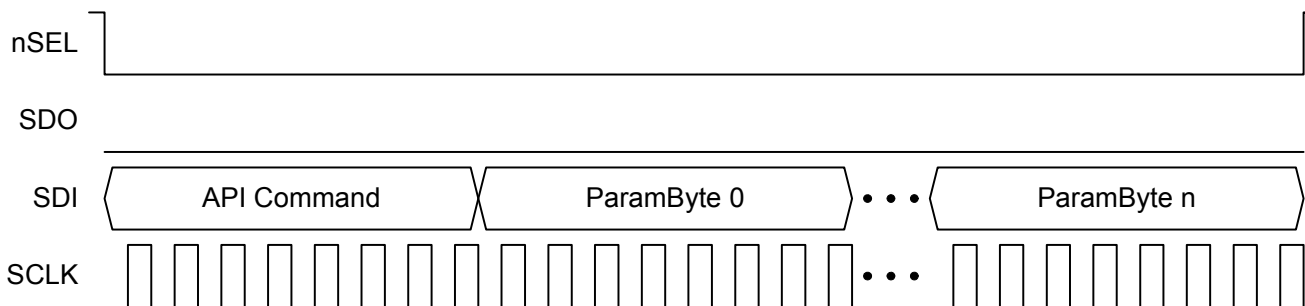 nSEL
SDO
SDI API Command ParamByte 0 • • • ParamByte n
SCLK • • •